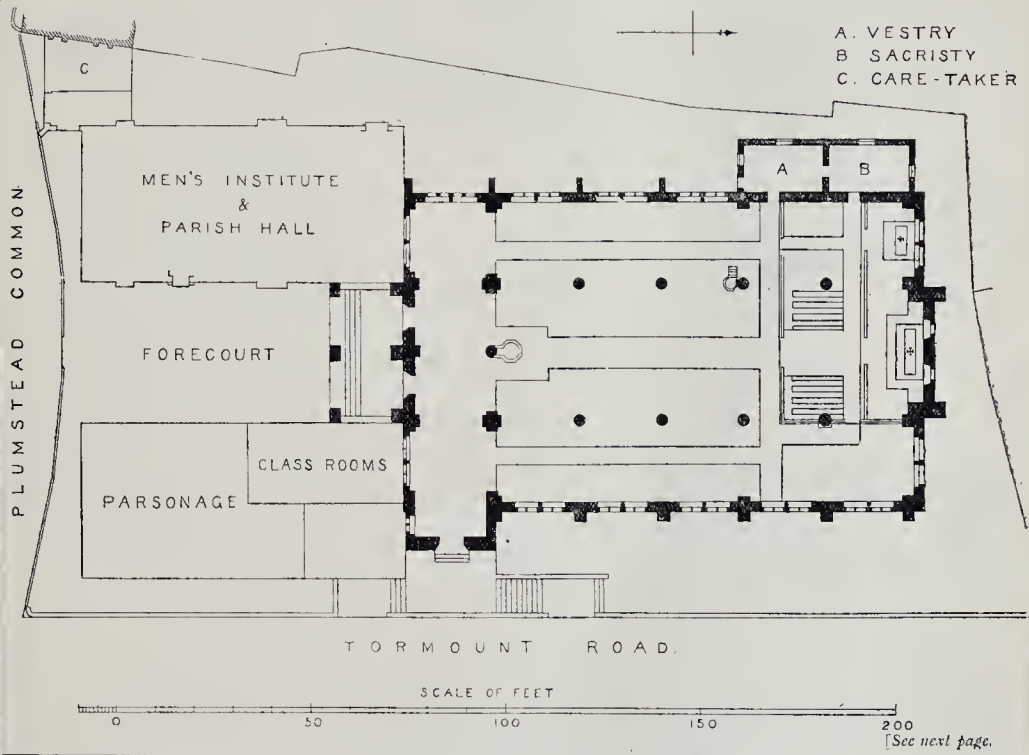 A. VESTRY
B SACRISTY
C. CARE-TAKER
C
MEN'S INSTITUTE
&
PARISH HALL
A
B
PLUMSTEAD COMMON
FORECOURT
CLASS ROOMS
PARSONAGE
TORMOUNT ROAD.
SCALE OF FEET
0 50 100 150 200
[See next page.